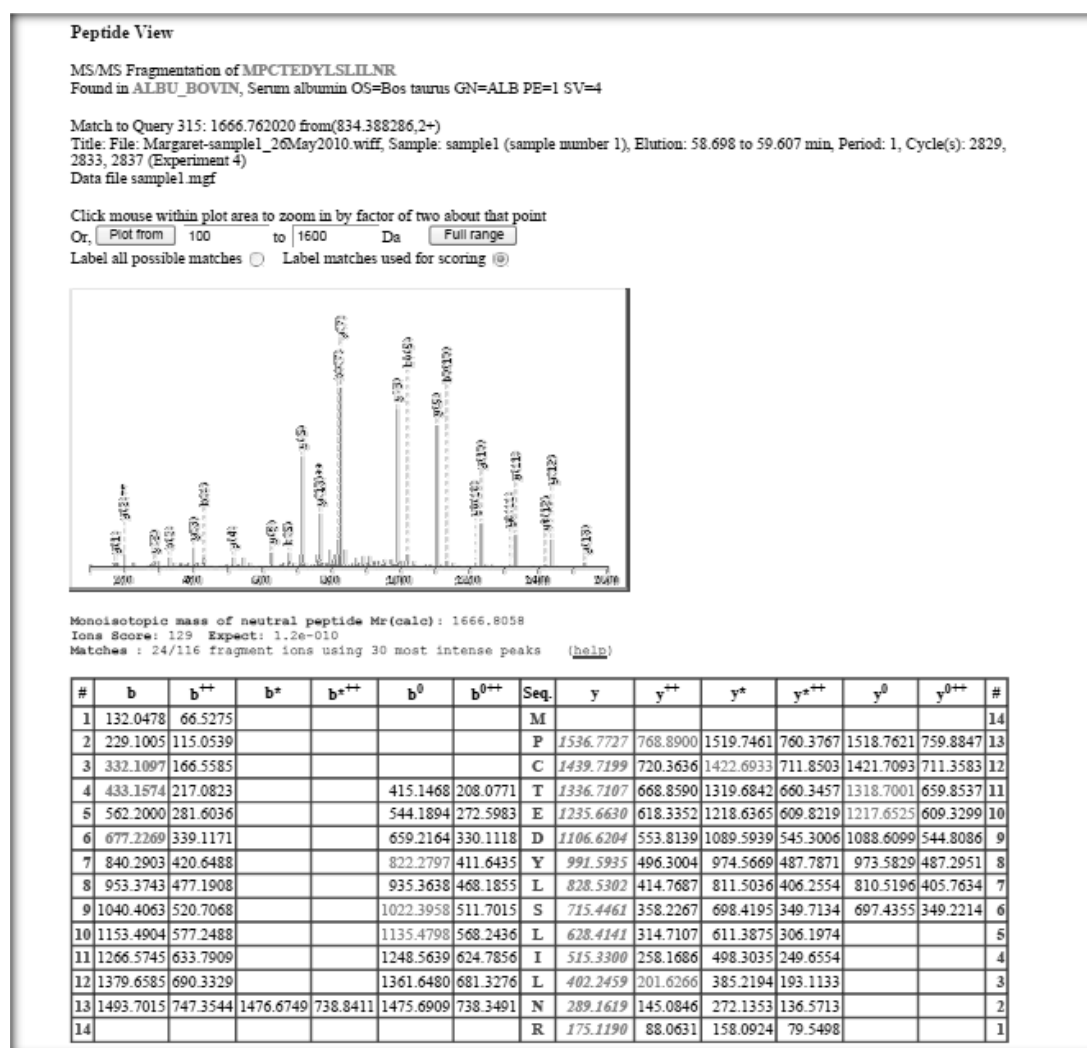 Peptide View
MS/MS Fragmentation of MPCTEDYLSLILNR
Found in ALBU_BOVIN, Serum albumin OS=Bos taurus GN=ALB PE=1 SV=4
Match to Query 315: 1666.762020 from(834.388286,2+)
Title: File: Margaret-sample1_26May2010.wiff, Sample: sample1 (sample number 1), Elution: 58.698 to 59.607 min, Period: 1, Cycle(s): 2829,
2833, 2837 (Experiment 4)
Data file sample1.mgf
Click mouse within plot area to zoom in by factor of two about that point
Or, Plot from 100 to 1600 Da Full range
Label all possible matches Label matches used for scoring
Monoisotopic mass of neutral peptide Mr(calc): 1666.8058
Ions Score: 129 Expect: 1.2e-010
Matches : 24/116 fragment ions using 30 most intense peaks (help)
# b b++ b* b*++ b0 b0++ Seq. y y++ y* y*++ y0 y0++ #
1 132.0478 66.5275 M 14
2 229.1005 115.0539 P 1536.7727 768.8900 1519.7461 760.3767 1518.7621 759.8847 13
3 332.1097 166.5585 C 1439.7199 720.3636 1422.6933 711.8503 1421.7093 711.3583 12
4 433.1574 217.0823 415.1468 208.0771 T 1336.7107 668.8590 1319.6842 660.3457 1318.7001 659.8537 11
5 562.2000 281.6036 544.1894 272.5983 E 1235.6630 618.3352 1218.6365 609.8219 1217.6525 609.3299 10
6 677.2269 339.1171 659.2164 330.1118 D 1106.6204 553.8139 1089.5939 545.3006 1088.6099 544.8086 9
7 840.2903 420.6488 822.2797 411.6435 Y 991.5935 496.3004 974.5669 487.7871 973.5829 487.2951 8
8 953.3743 477.1908 935.3638 468.1855 L 828.5302 414.7687 811.5036 406.2554 810.5196 405.7634 7
9 1040.4063 520.7068 1022.3958 511.7015 S 715.4461 358.2267 698.4195 349.7134 697.4355 349.2214 6
10 1153.4904 577.2488 1135.4798 568.2436 L 628.4141 314.7107 611.3875 306.1974 5
11 1266.5745 633.7909 1248.5639 624.7856 I 515.3300 258.1686 498.3035 249.6554 4
12 1379.6585 690.3329 1361.6480 681.3276 L 402.2459 201.6266 385.2194 193.1133 3
13 1493.7015 747.3544 1476.6749 738.8411 1475.6909 738.3491 N 289.1619 145.0846 272.1353 136.5713 2
14 R 175.1190 88.0631 158.0924 79.5498 1